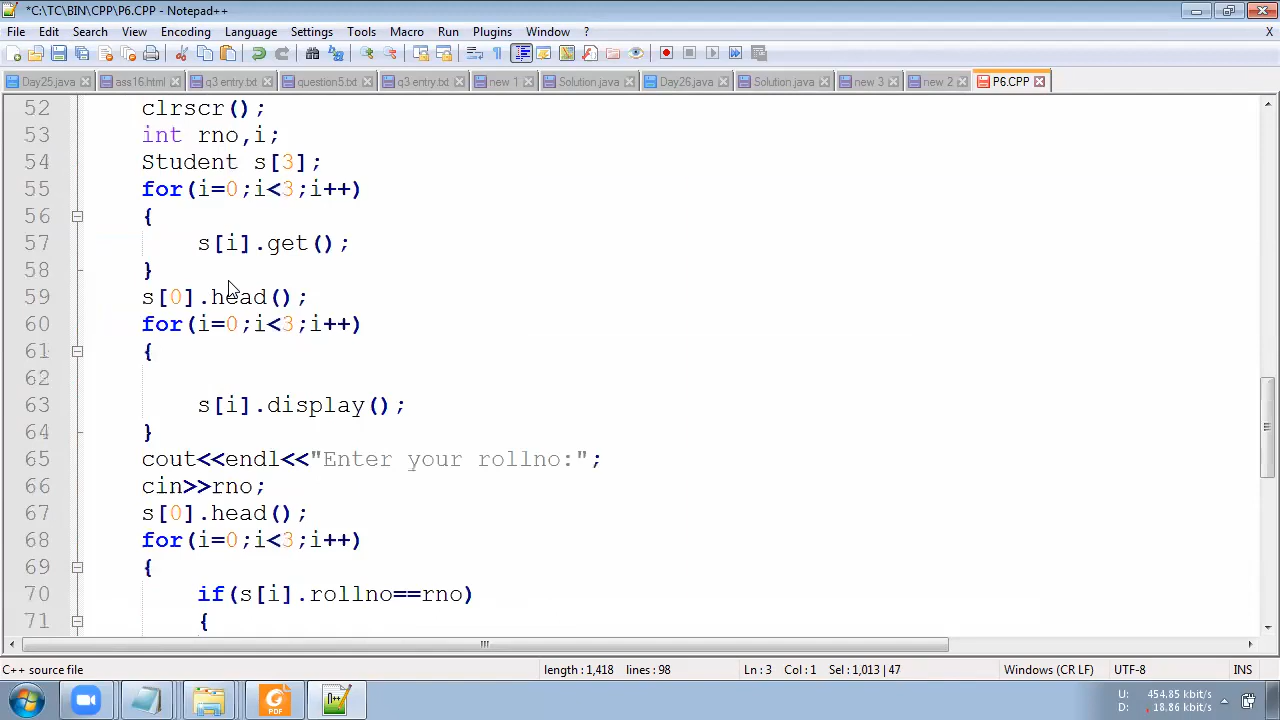 *C:\TC\BIN\CPP\P6.CPP - Notepad++
File Edit Search View Encoding Language Settings Tools Macro Run Plugins Window ? X
Day25.java ass16.html q3 entry.txt question5.txt q3 entry.txt new 1 Solution.java Day26.java Solution.java new 3 new 2 P6.CPP
52 clrscr();
53 int rno,i;
54 Student s[3];
55 for(i=0;i<3;i++)
56 {
57 s[i].get();
58 }
59 s[0].head();
60 for(i=0;i<3;i++)
61 {
62
63 s[i].display();
64 }
65 cout<<endl<<"Enter your rollno:";
66 cin>>rno;
67 s[0].head();
68 for(i=0;i<3;i++)
69 {
70 if(s[i].rollno==rno)
71 {
C++ source file length : 1,418 lines : 98 Ln : 3 Col : 1 Sel : 1,013 | 47 Windows (CR LF) UTF-8 INS
U: 454.85 kbit/s
D: 18.86 kbit/s